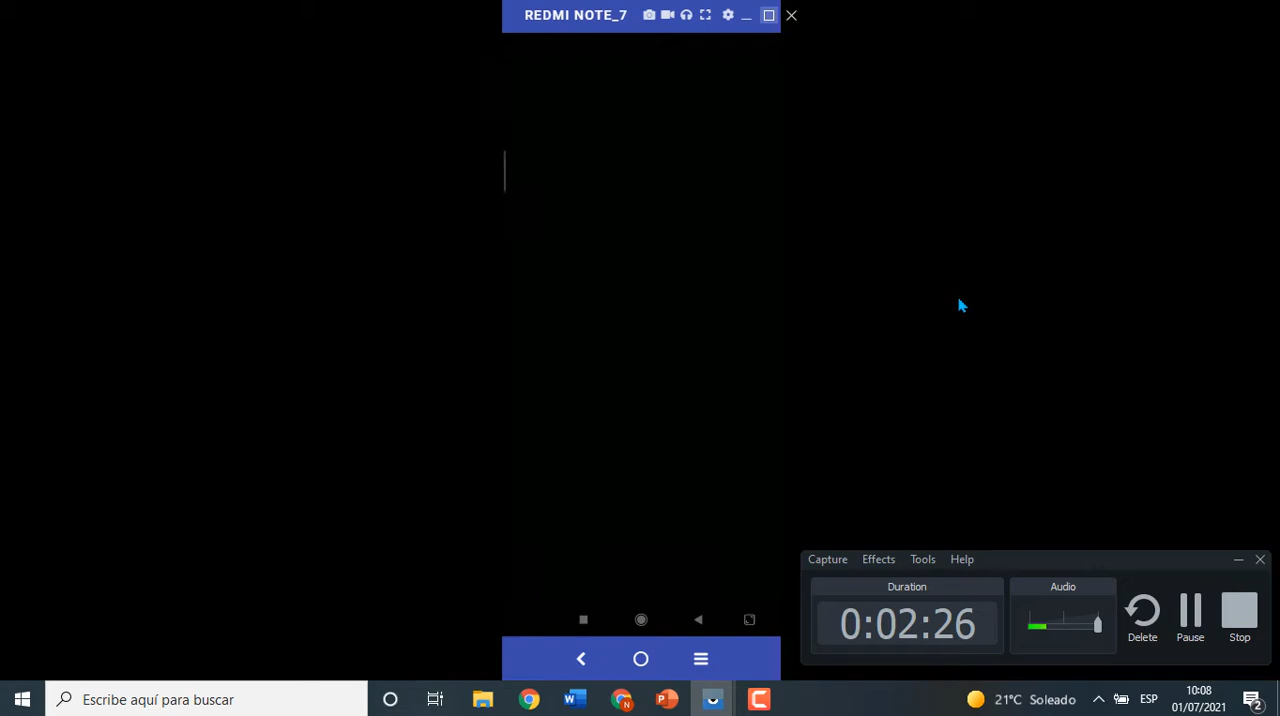 REDMI NOTE_7
Capture Effects Tools Help
Duration
Audio
0:02:26
Delete
Pause
Stop
Escribe aquí para buscar
21°C Soleado
ESP
10:08
01/07/2021
2